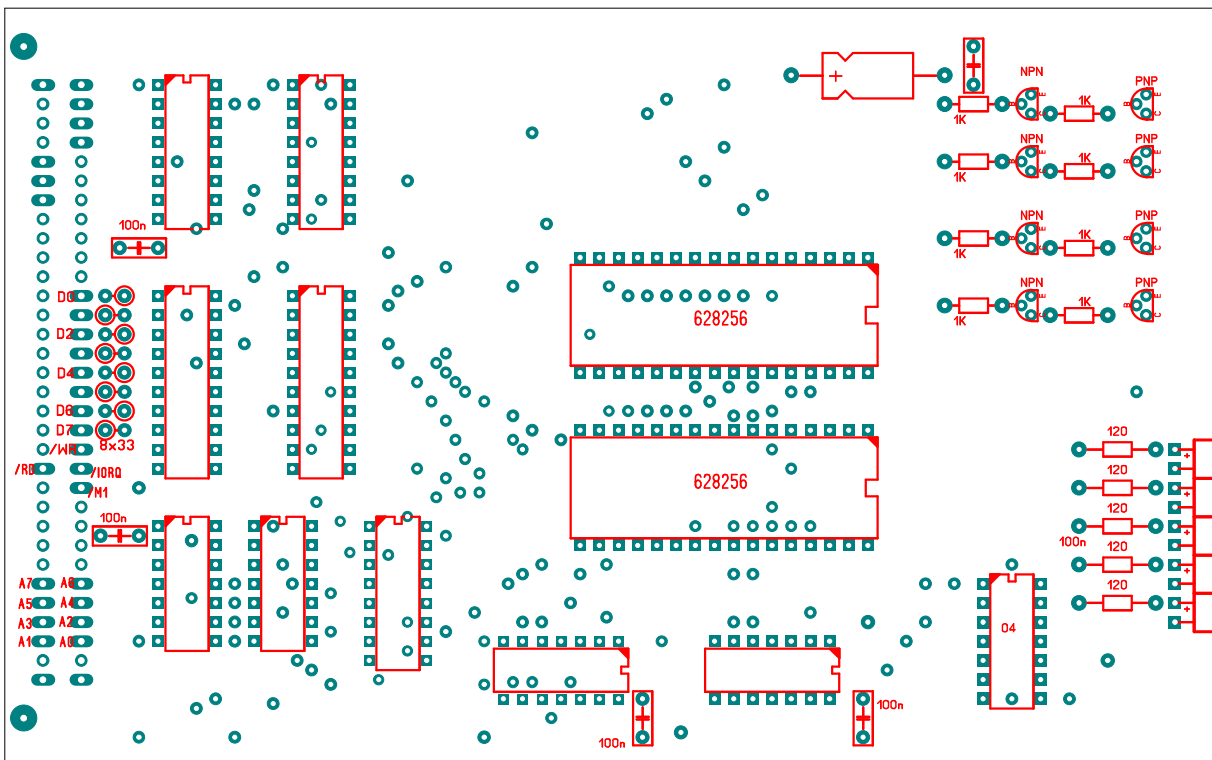 NPN
PNP
1K
1K
E
B
C
E
B
C
NPN
PNP
1K
1K
E
B
C
E
B
C
100n
NPN
PNP
1K
1K
E
B
C
E
B
C
NPN
PNP
1K
1K
E
B
C
E
B
C
+
D0
628256
D2
D4
D6
D7
8x33
/WR
/RD
/IORQ
/M1
628256
120
+
120
+
100n
120
+
100n
120
+
120
+
A7 A6
A5 A4
A3 A2
A1 A0
04
100n
100n